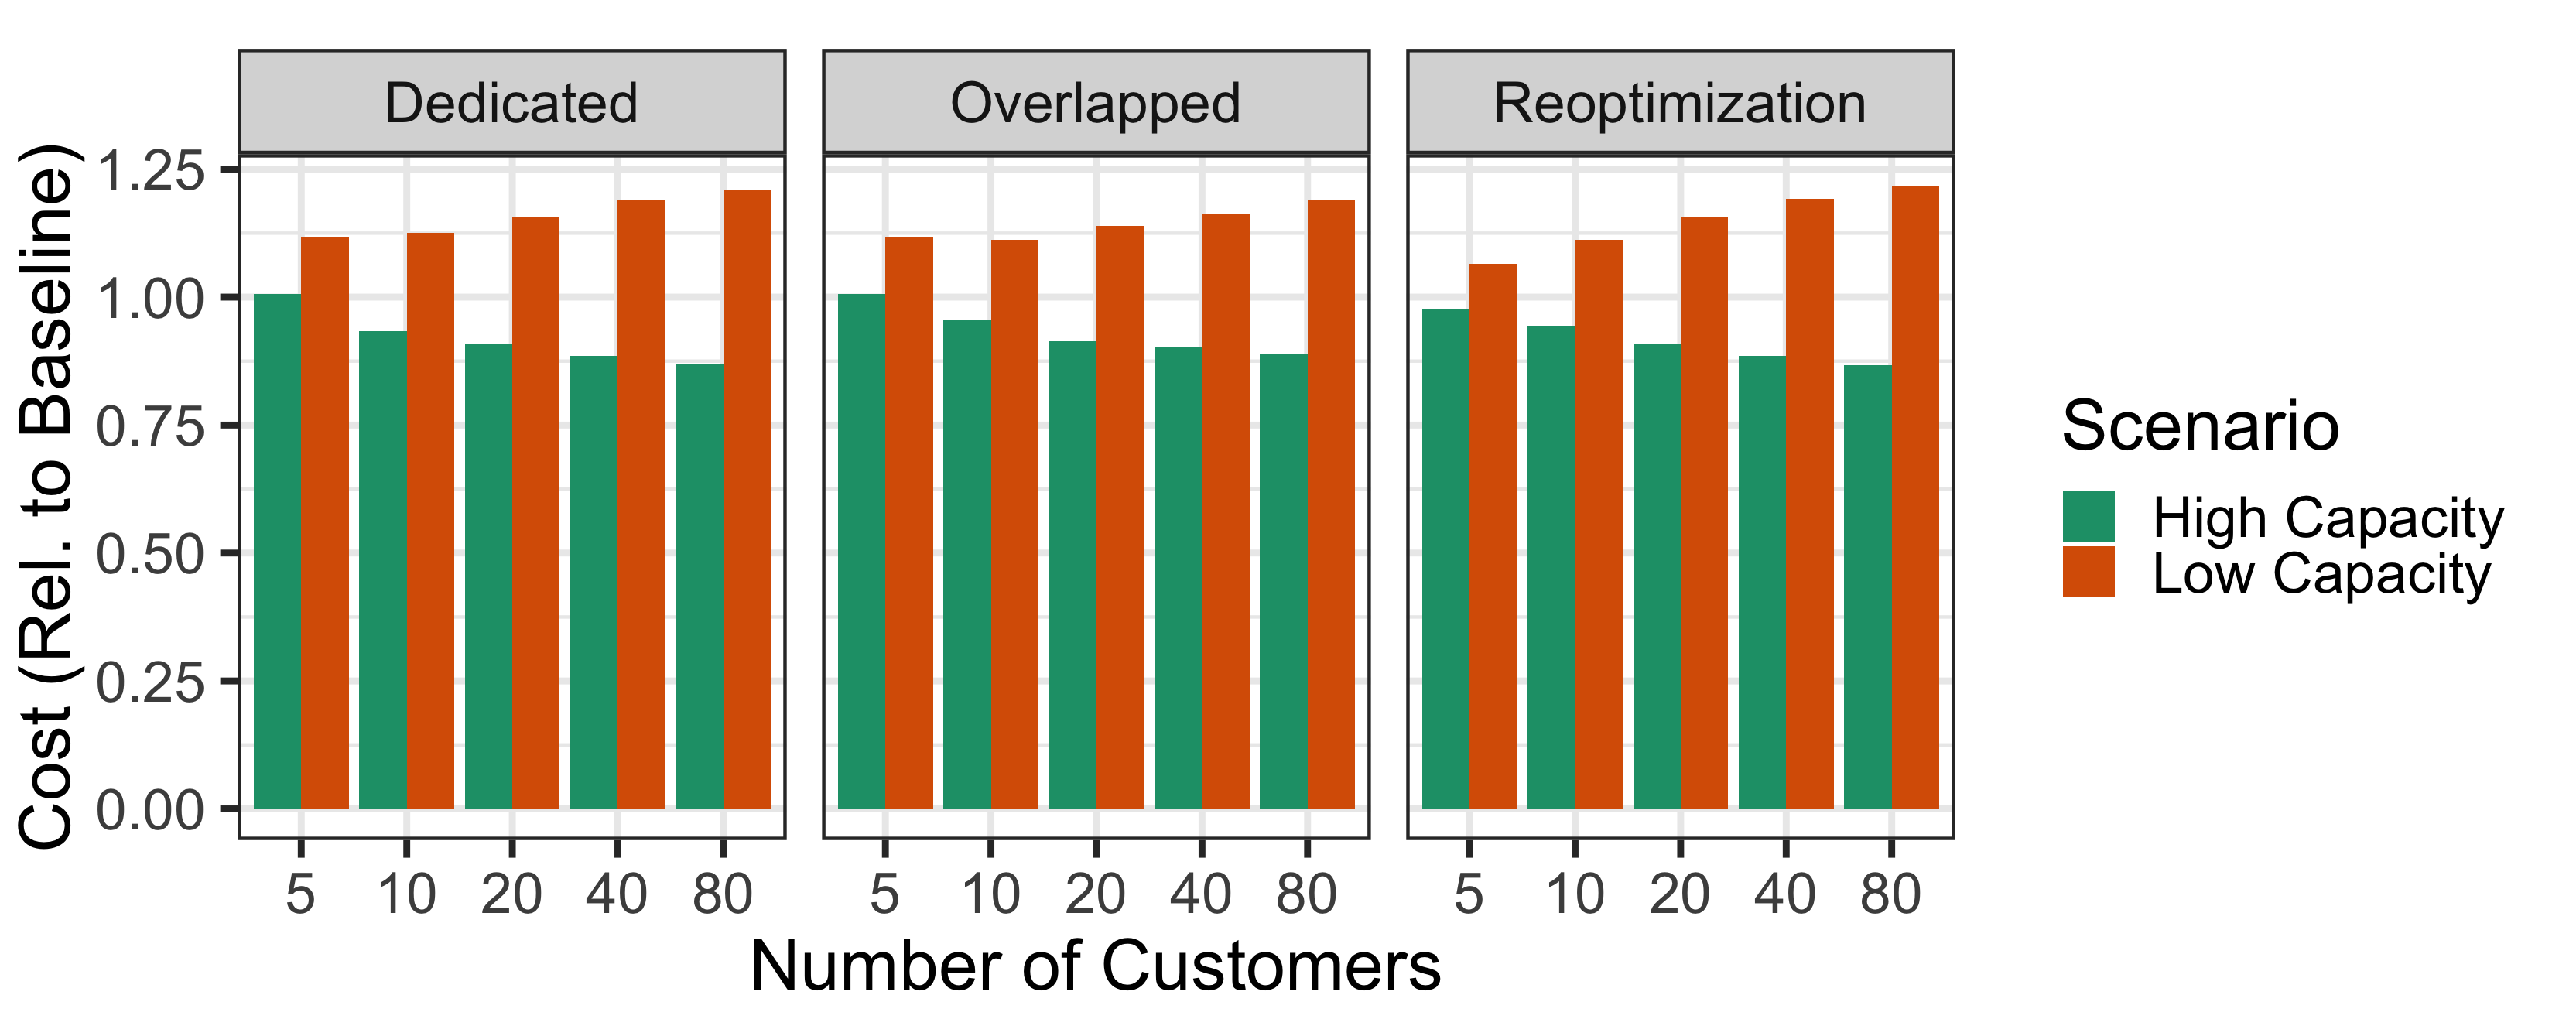 Dedicated
Overlapped
Reoptimization
Cost (Rel. to Baseline)
1.25
1.00
0.75
0.50
0.25
0.00
5 10 20 40 80
5 10 20 40 80
5 10 20 40 80
Number of Customers
Scenario
High Capacity
Low Capacity